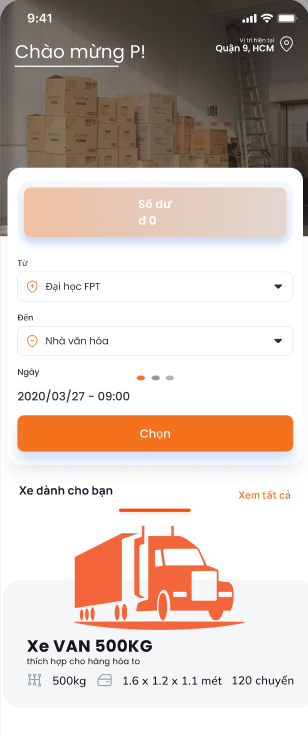 9:41
Chào mừng P!
Vị trí hiện tại
Quận 9, HCM
Số dư
đ 0
Từ
Đại học FPT
Đến
Nhà văn hóa
Ngày
2020/03/27 - 09:00
Chọn
Xe dành cho bạn
Xem tất cả
Xe VAN 500KG
thích hợp cho hàng hóa to
500kg
1.6 x 1.2 x 1.1 mét
120 chuyến